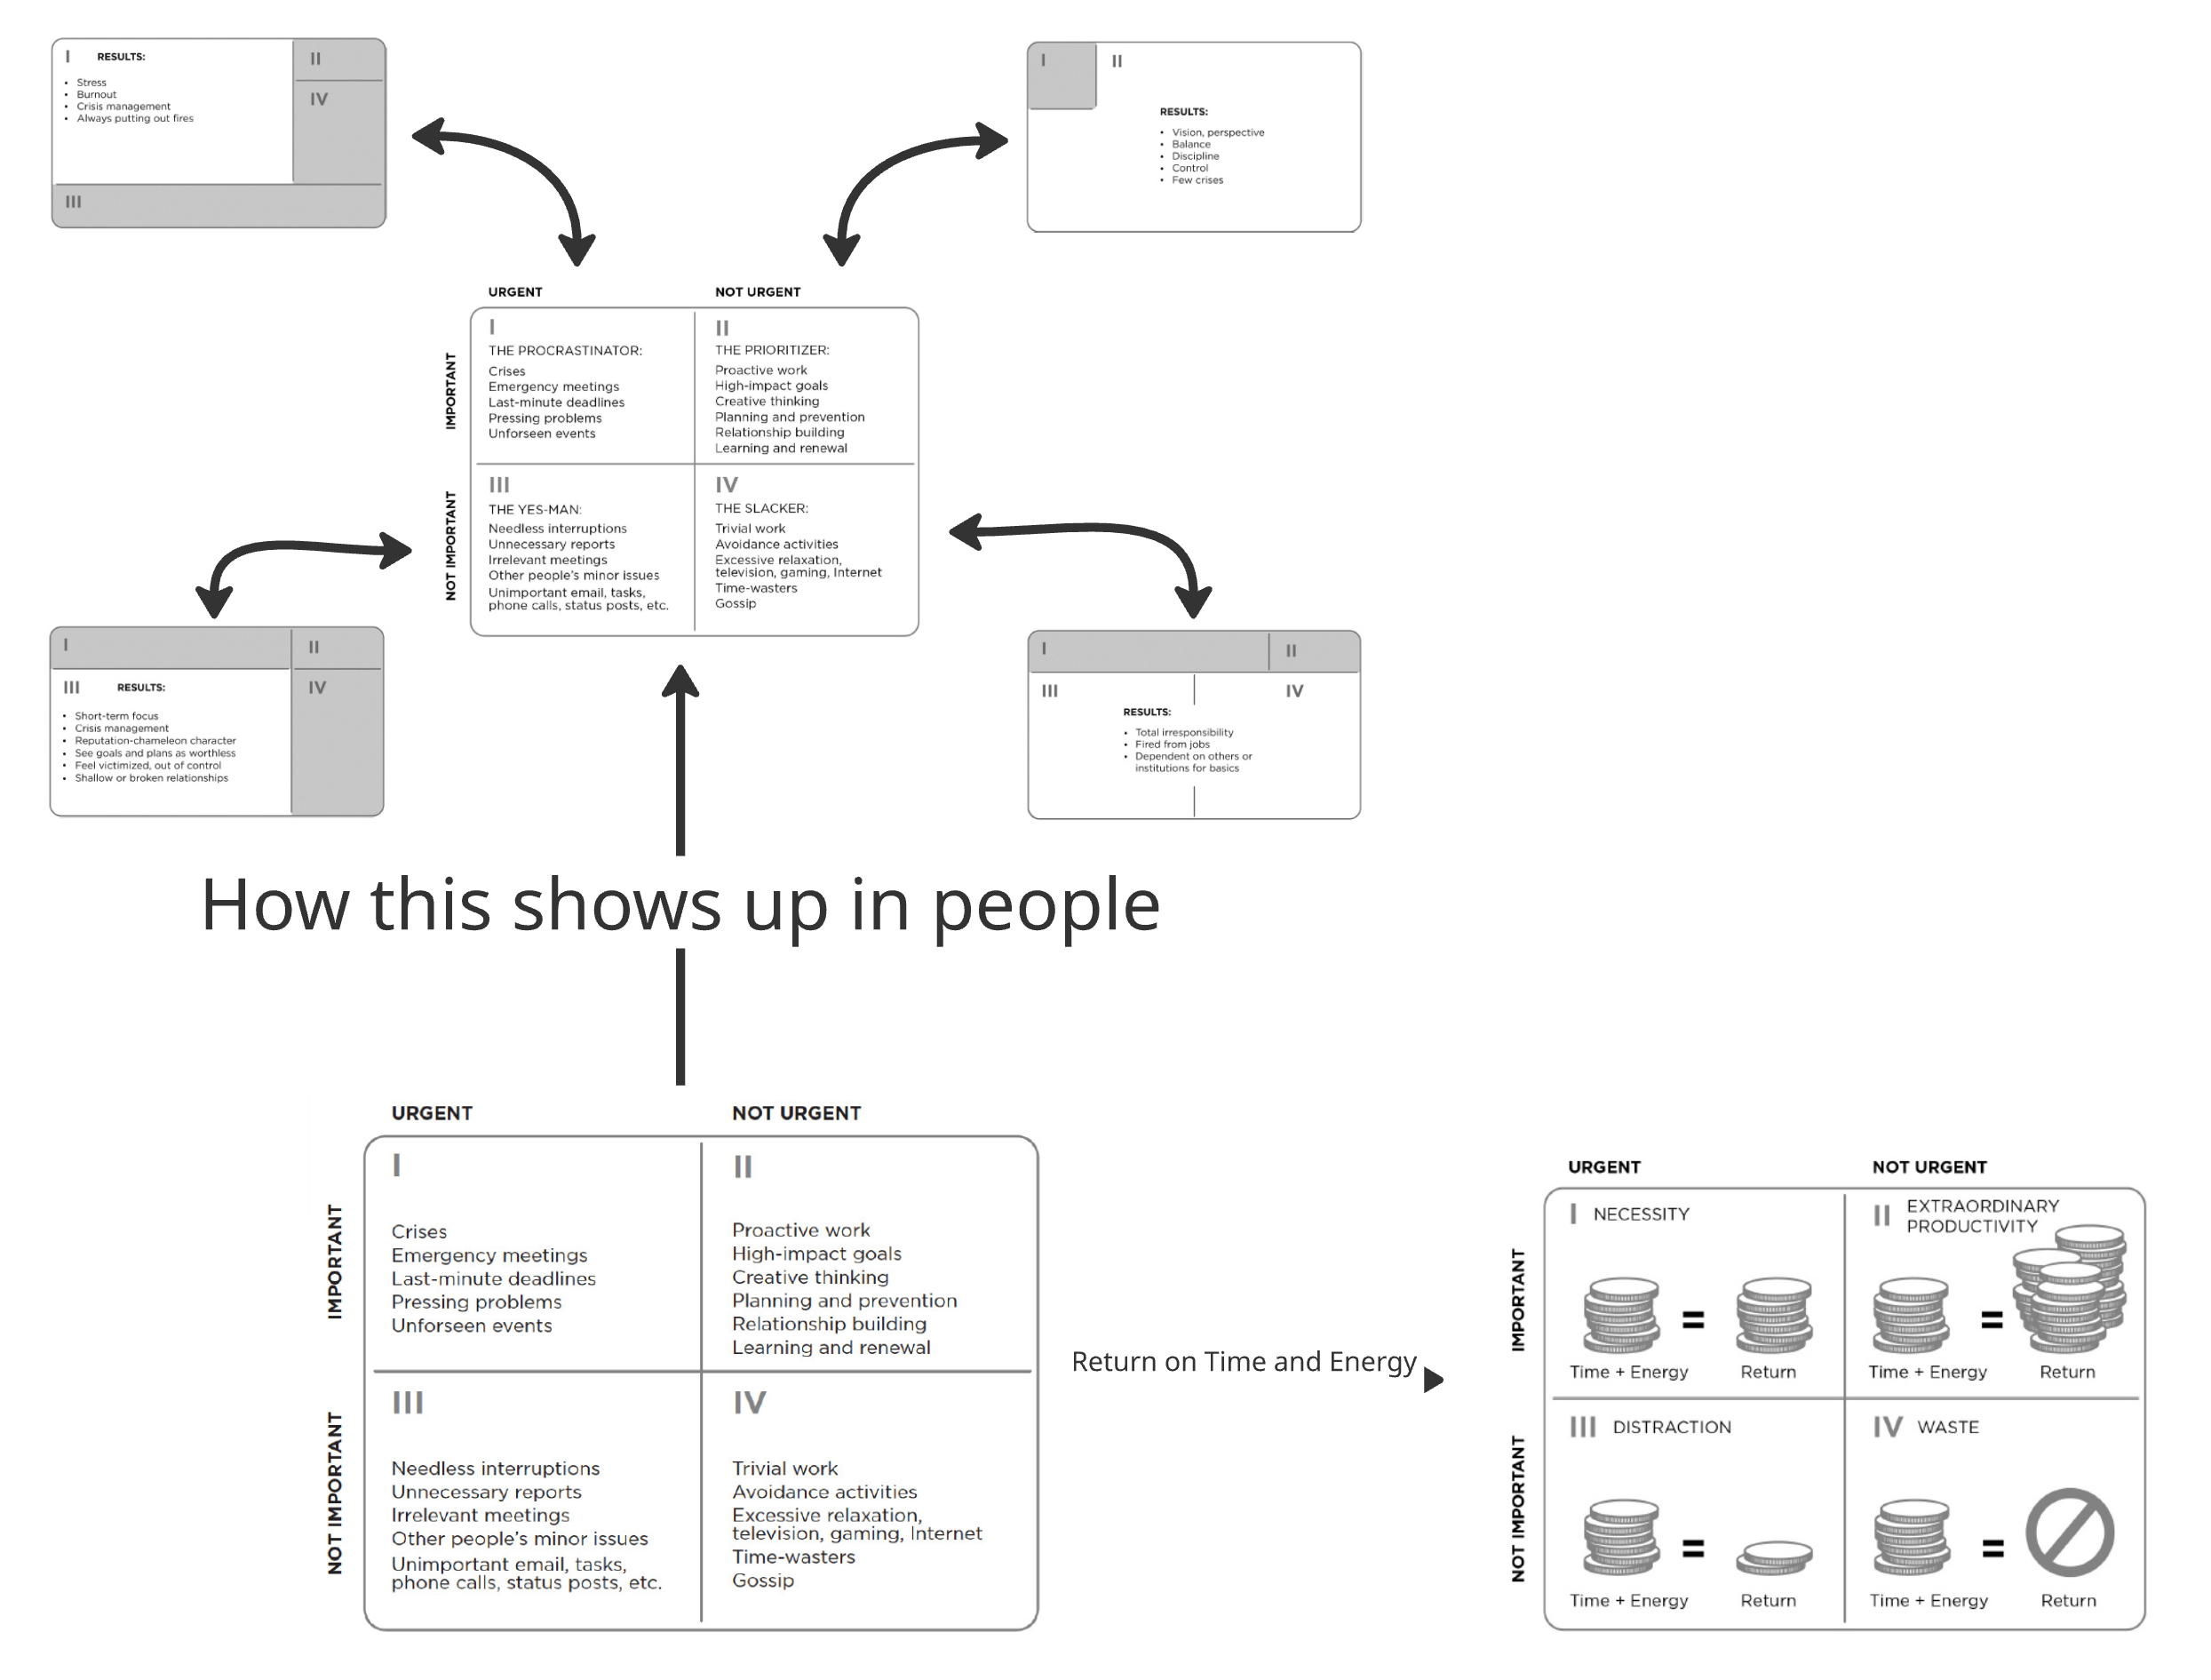 I RESULTS:
• Stress
• Burnout
• Crisis management
• Always putting out fires
II
IV
III
I
II
RESULTS:
• Vision, perspective
• Balance
• Discipline
• Control
• Few crises
URGENT
NOT URGENT
IMPORTANT
NOT IMPORTANT
I
THE PROCRASTINATOR:
Crises
Emergency meetings
Last-minute deadlines
Pressing problems
Unforseen events
II
THE PRIORITIZER:
Proactive work
High-impact goals
Creative thinking
Planning and prevention
Relationship building
Learning and renewal
III
THE YES-MAN:
Needless interruptions
Unnecessary reports
Irrelevant meetings
Other people's minor issues
Unimportant email, tasks,
phone calls, status posts, etc.
IV
THE SLACKER:
Trivial work
Avoidance activities
Excessive relaxation,
television, gaming, Internet
Time-wasters
Gossip
I
II
III RESULTS:
• Short-term focus
• Crisis management
• Reputation-chameleon character
• See goals and plans as worthless
• Feel victimized, out of control
• Shallow or broken relationships
IV
I
II
III
IV
RESULTS:
• Total irresponsibility
• Fired from jobs
• Dependent on others or
institutions for basics
How this shows up in people
URGENT
NOT URGENT
IMPORTANT
NOT IMPORTANT
I
Crises
Emergency meetings
Last-minute deadlines
Pressing problems
Unforseen events
II
Proactive work
High-impact goals
Creative thinking
Planning and prevention
Relationship building
Learning and renewal
III
Needless interruptions
Unnecessary reports
Irrelevant meetings
Other people's minor issues
Unimportant email, tasks,
phone calls, status posts, etc.
IV
Trivial work
Avoidance activities
Excessive relaxation,
television, gaming, Internet
Time-wasters
Gossip
Return on Time and Energy
URGENT
NOT URGENT
IMPORTANT
NOT IMPORTANT
I NECESSITY
=
Time + Energy
Return
II EXTRAORDINARY
PRODUCTIVITY
=
Time + Energy
Return
III DISTRACTION
=
Time + Energy
Return
IV WASTE
=
Time + Energy
Return